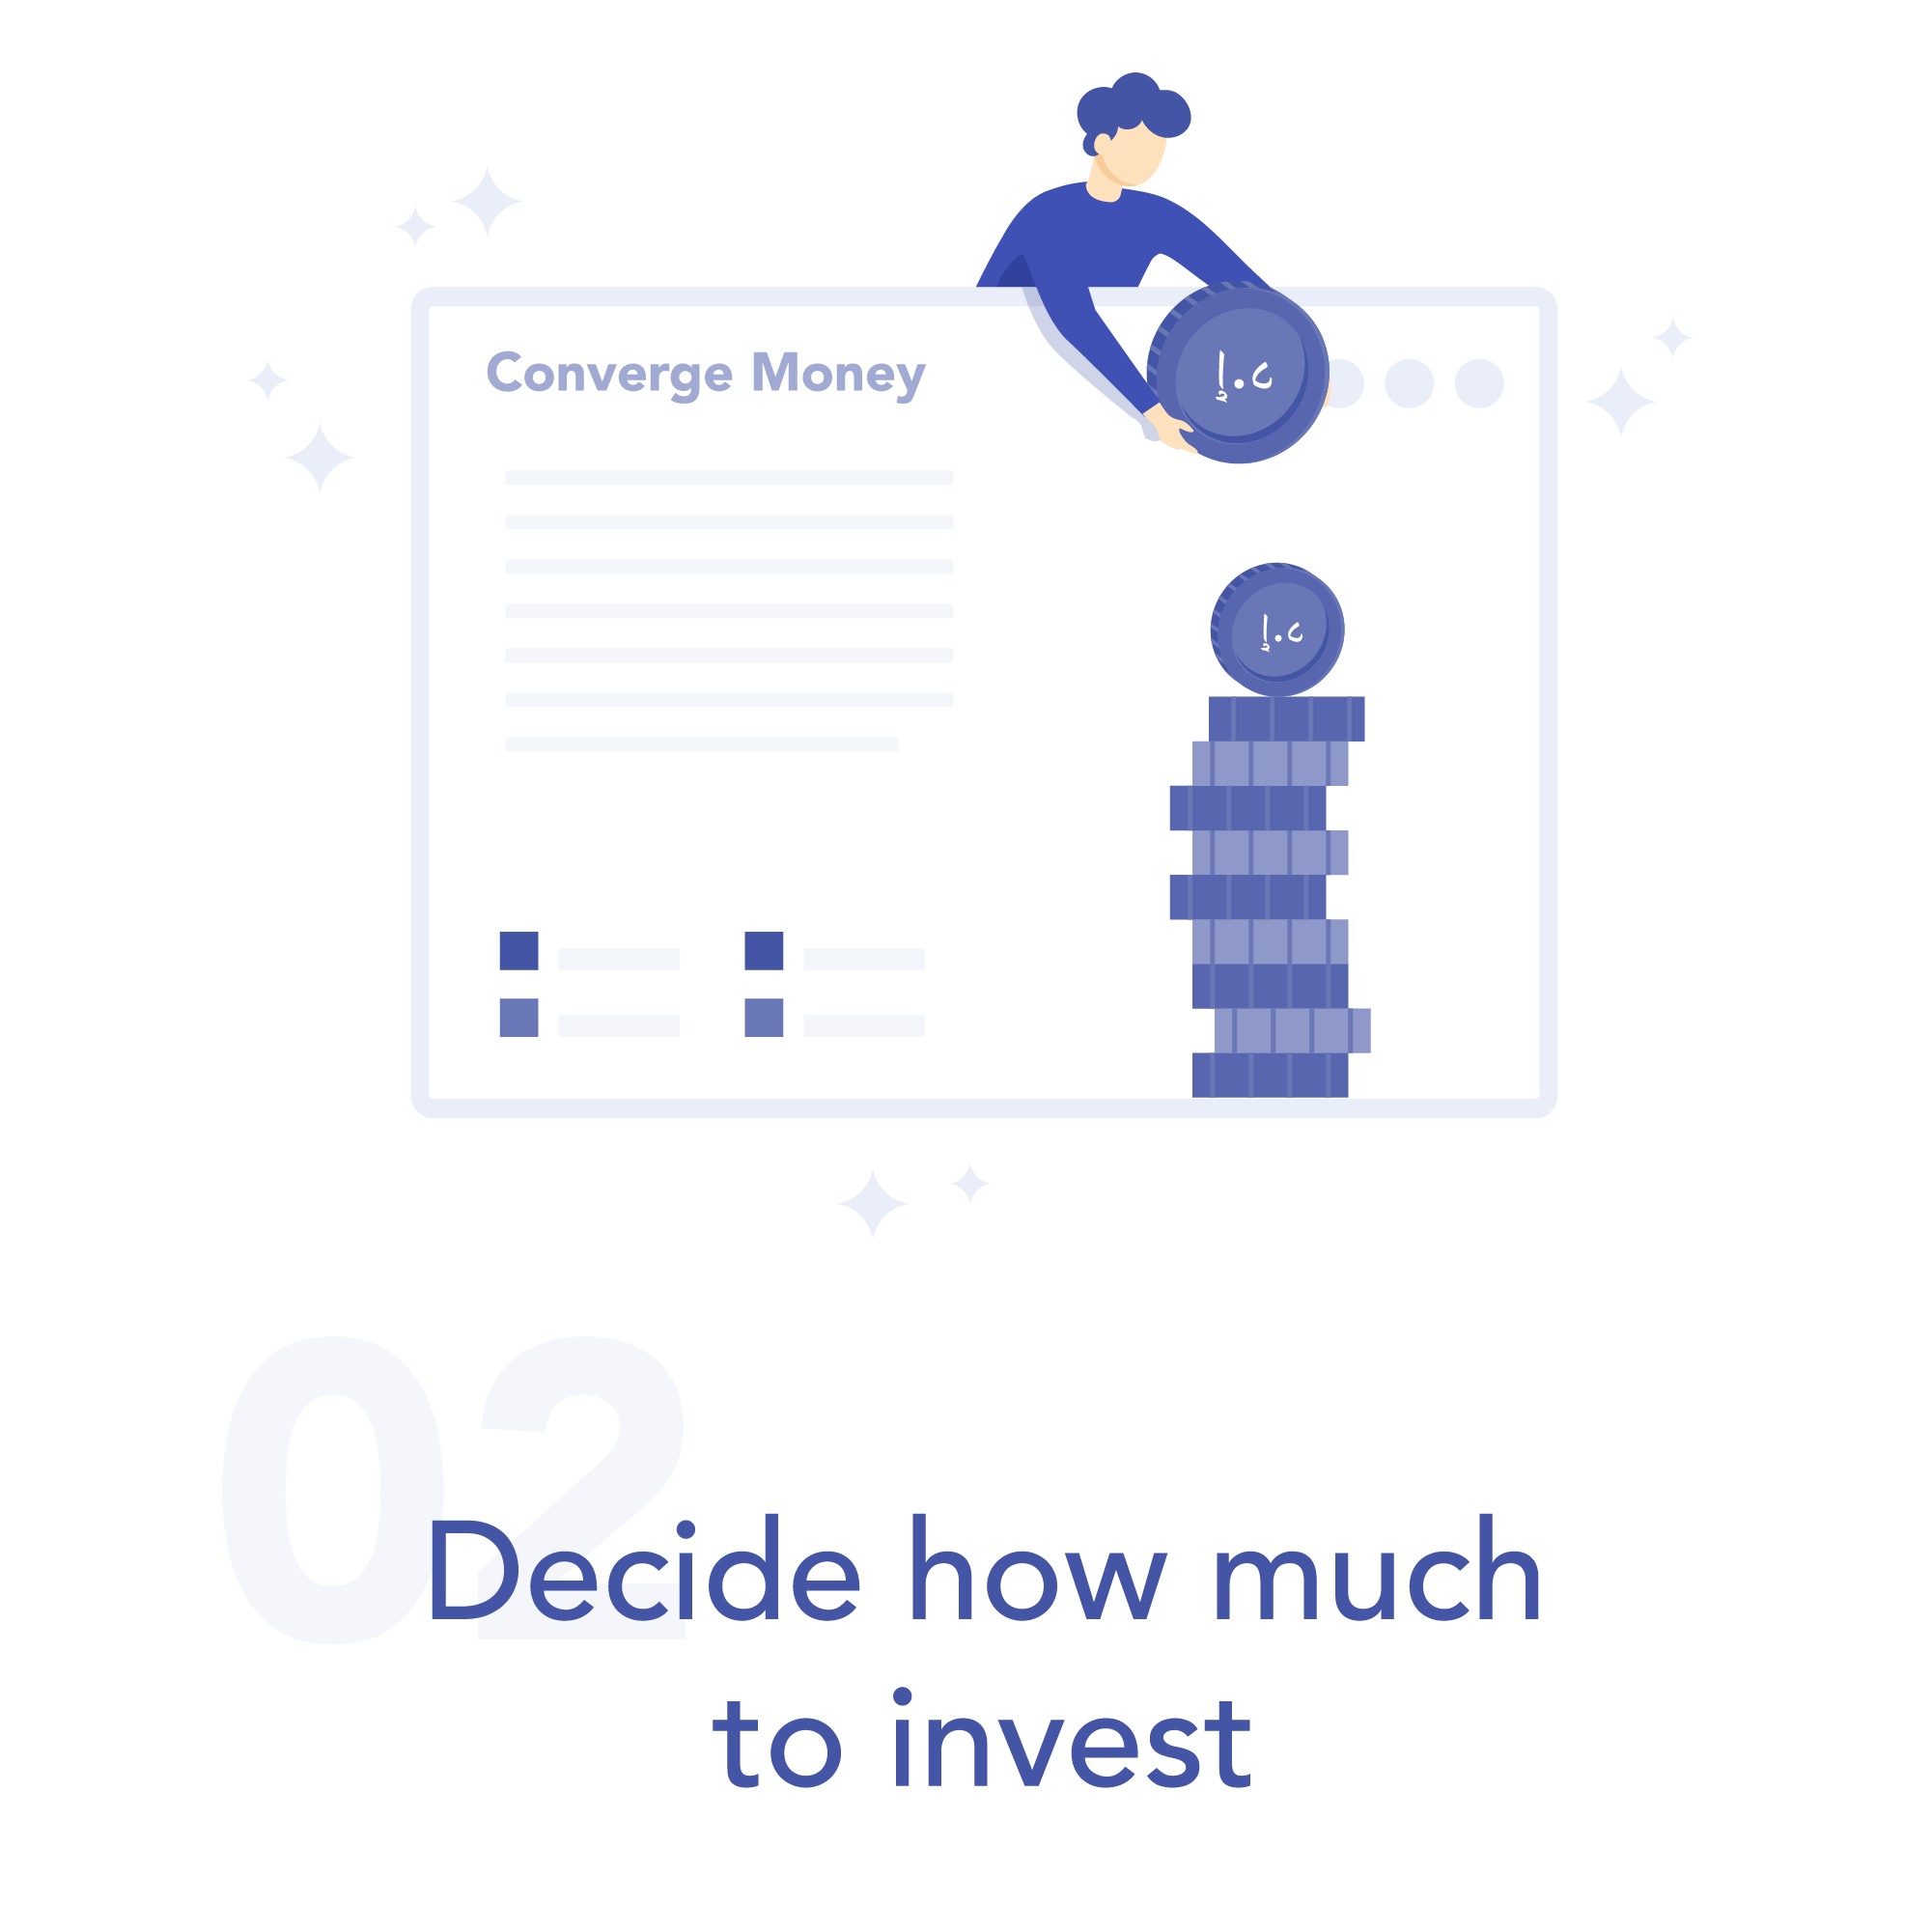 Converge Money
د.إ
د.إ
02
Decide how much
to invest